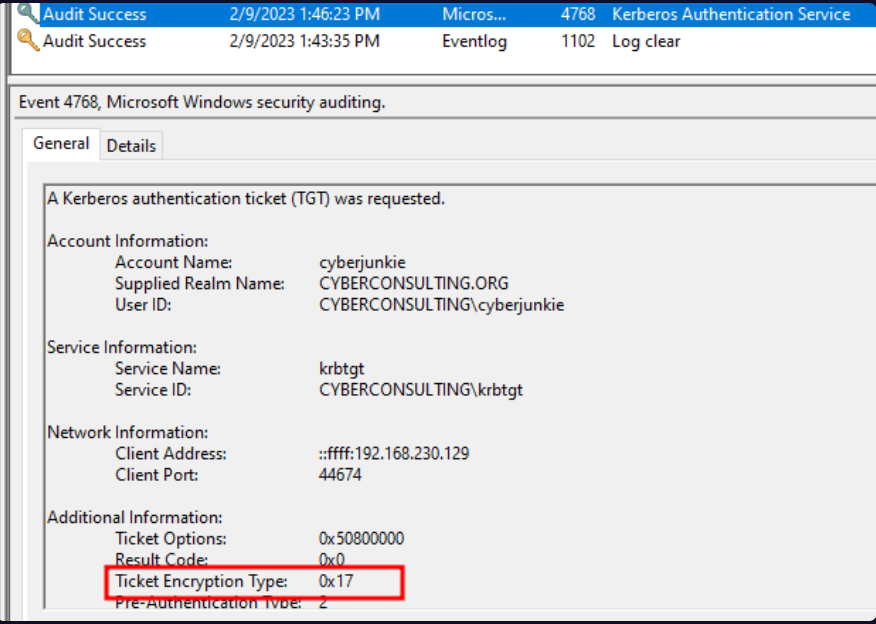 Audit Success 2/9/2023 1:46:23 PM Micros... 4768 Kerberos Authentication Service
Audit Success 2/9/2023 1:43:35 PM Eventlog 1102 Log clear
Event 4768, Microsoft Windows security auditing.
General Details
A Kerberos authentication ticket (TGT) was requested.
Account Information:
Account Name: cyberjunkie
Supplied Realm Name: CYBERCONSULTING.ORG
User ID: CYBERCONSULTING\cyberjunkie
Service Information:
Service Name: krbtgt
Service ID: CYBERCONSULTING\krbtgt
Network Information:
Client Address: ::ffff:192.168.230.129
Client Port: 44674
Additional Information:
Ticket Options: 0x50800000
Result Code: 0x0
Ticket Encryption Type: 0x17
Pre-Authentication Type: 2